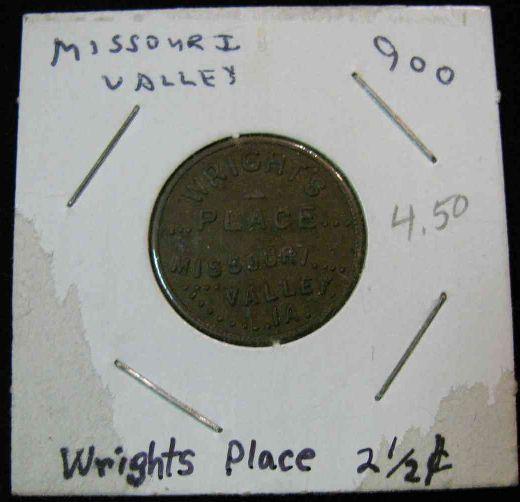 MISSOURI
VALLEY
900
WRIGHT'S
PLACE
MISSOURI
VALLEY
IA.
4.50
Wrights Place 2½¢